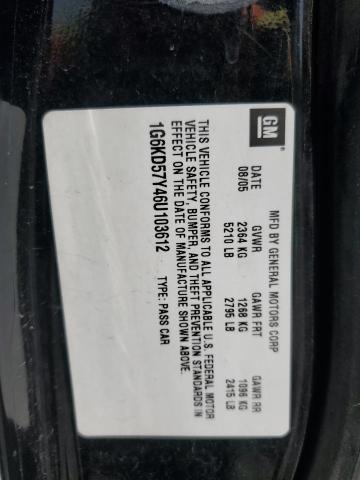 GM
MFD BY GENERAL MOTORS CORP
DATE GVWR GAWR FRT GAWR RR
08/05 2364 KG 1268 KG 1096 KG
5210 LB 2795 LB 2415 LB
THIS VEHICLE CONFORMS TO ALL APPLICABLE U.S. FEDERAL MOTOR
VEHICLE SAFETY, BUMPER, AND THEFT PREVENTION STANDARDS IN
EFFECT ON THE DATE OF MANUFACTURE SHOWN ABOVE.
1G6KD57Y46U103612 TYPE: PASS CAR